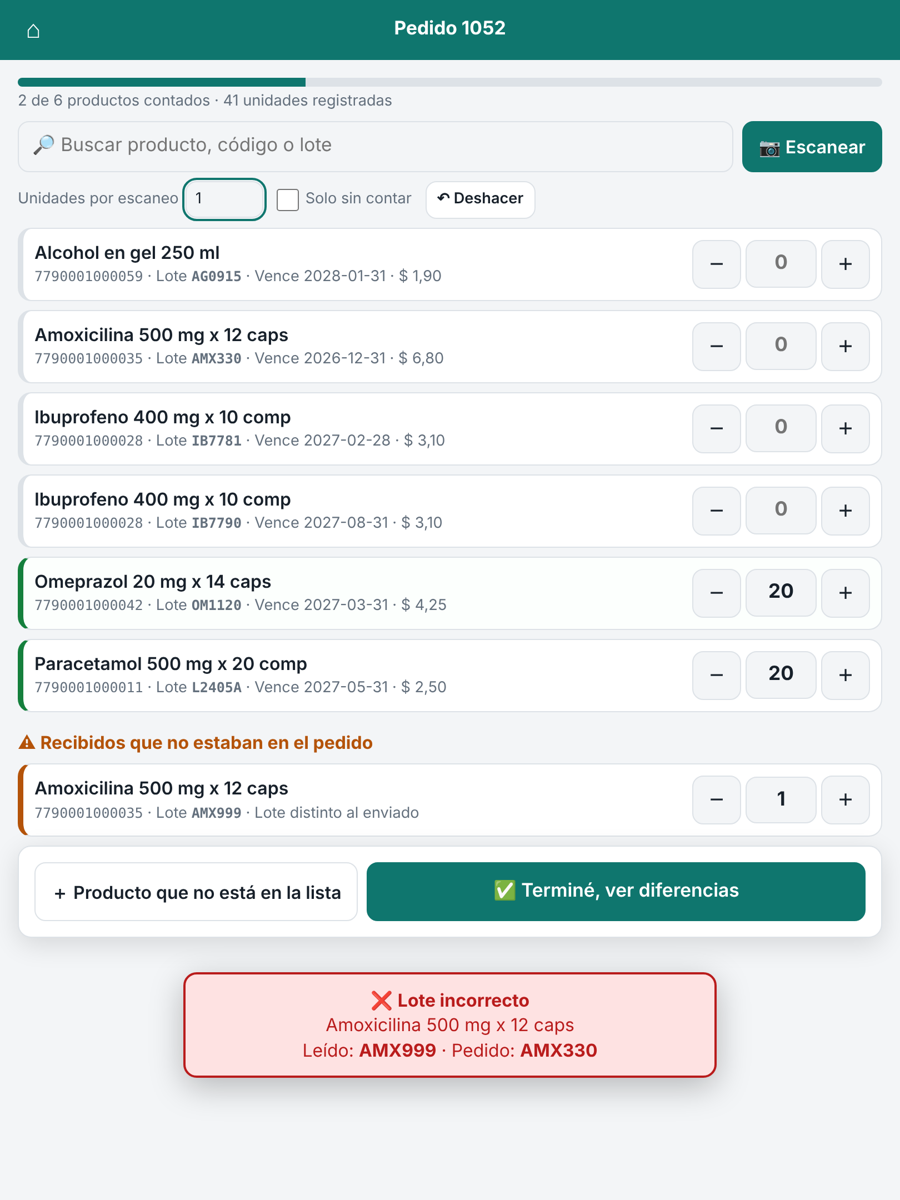 Pedido 1052
2 de 6 productos contados · 41 unidades registradas
🔎 Buscar producto, código o lote
📷 Escanear
Unidades por escaneo 1 Solo sin contar ↶ Deshacer
Alcohol en gel 250 ml
7790001000059 · Lote AG0915 · Vence 2028-01-31 · $ 1,90
− 0 +
Amoxicilina 500 mg x 12 caps
7790001000035 · Lote AMX330 · Vence 2026-12-31 · $ 6,80
− 0 +
Ibuprofeno 400 mg x 10 comp
7790001000028 · Lote IB7781 · Vence 2027-02-28 · $ 3,10
− 0 +
Ibuprofeno 400 mg x 10 comp
7790001000028 · Lote IB7790 · Vence 2027-08-31 · $ 3,10
− 0 +
Omeprazol 20 mg x 14 caps
7790001000042 · Lote OM1120 · Vence 2027-03-31 · $ 4,25
− 20 +
Paracetamol 500 mg x 20 comp
7790001000011 · Lote L2405A · Vence 2027-05-31 · $ 2,50
− 20 +
⚠ Recibidos que no estaban en el pedido
Amoxicilina 500 mg x 12 caps
7790001000035 · Lote AMX999 · Lote distinto al enviado
− 1 +
+ Producto que no está en la lista
✅ Terminé, ver diferencias
❌ Lote incorrecto
Amoxicilina 500 mg x 12 caps
Leído: AMX999 · Pedido: AMX330